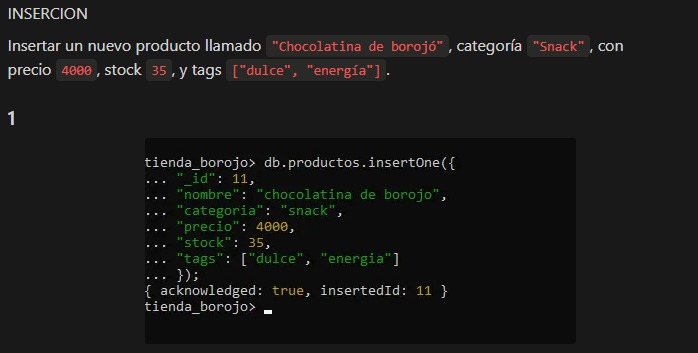 INSERCION
Insertar un nuevo producto llamado "Chocolatina de borojó", categoría "Snack", con
precio 4000, stock 35, y tags ["dulce", "energía"].
1
tienda_borojo> db.productos.insertOne({
... "_id": 11,
... "nombre": "chocolatina de borojo",
... "categoria": "snack",
... "precio": 4000,
... "stock": 35,
... "tags": ["dulce", "energia"]
... });
{ acknowledged: true, insertedId: 11 }
tienda_borojo>